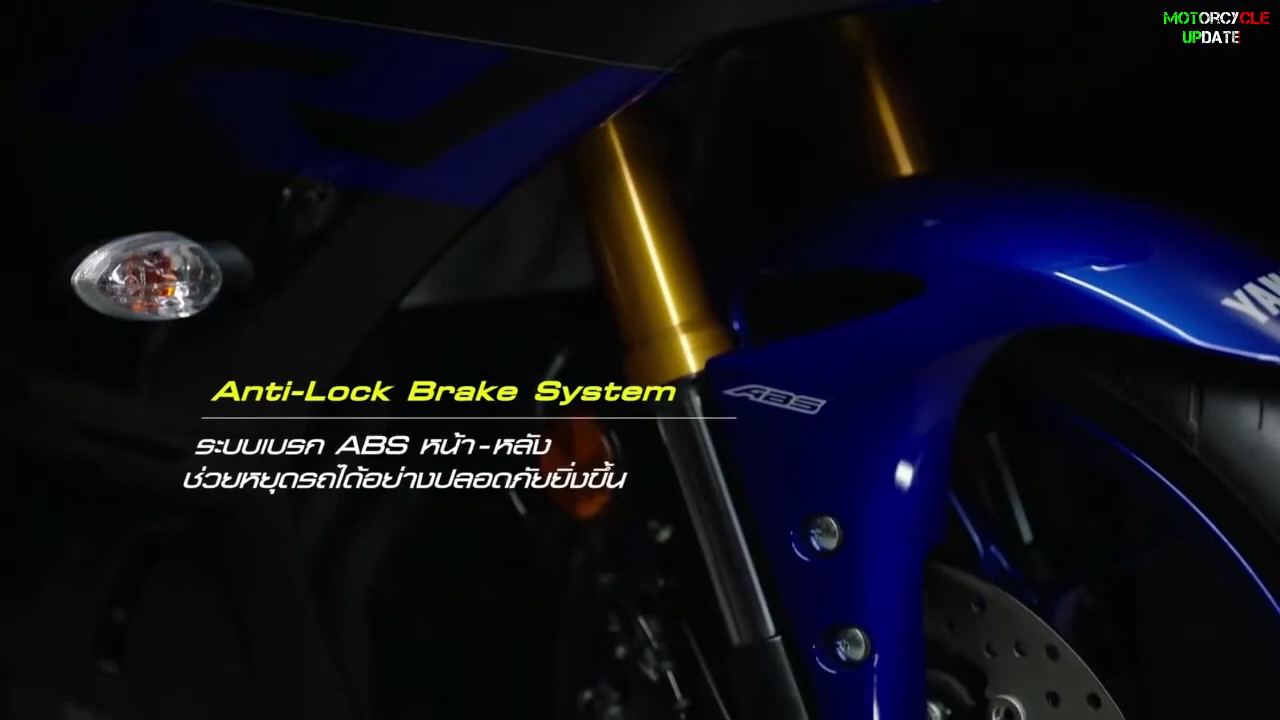 MOTORCYCLE
UPDATE
Anti-Lock Brake System
ABS
ระบบเบรก ABS หน้า-หลัง
ช่วยหยุดรถได้อย่างปลอดภัยยิ่งขึ้น